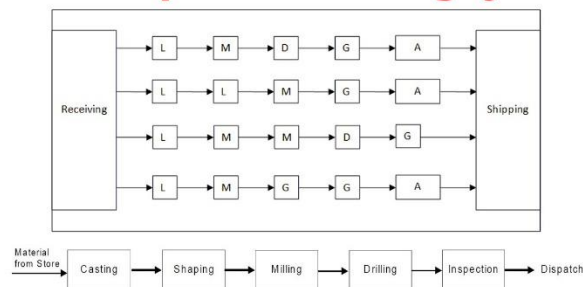 L M D G A
L L M G A
Receiving Shipping
L M M D G
L M G G A
Material
from Store
Casting Shaping Milling Drilling Inspection Dispatch